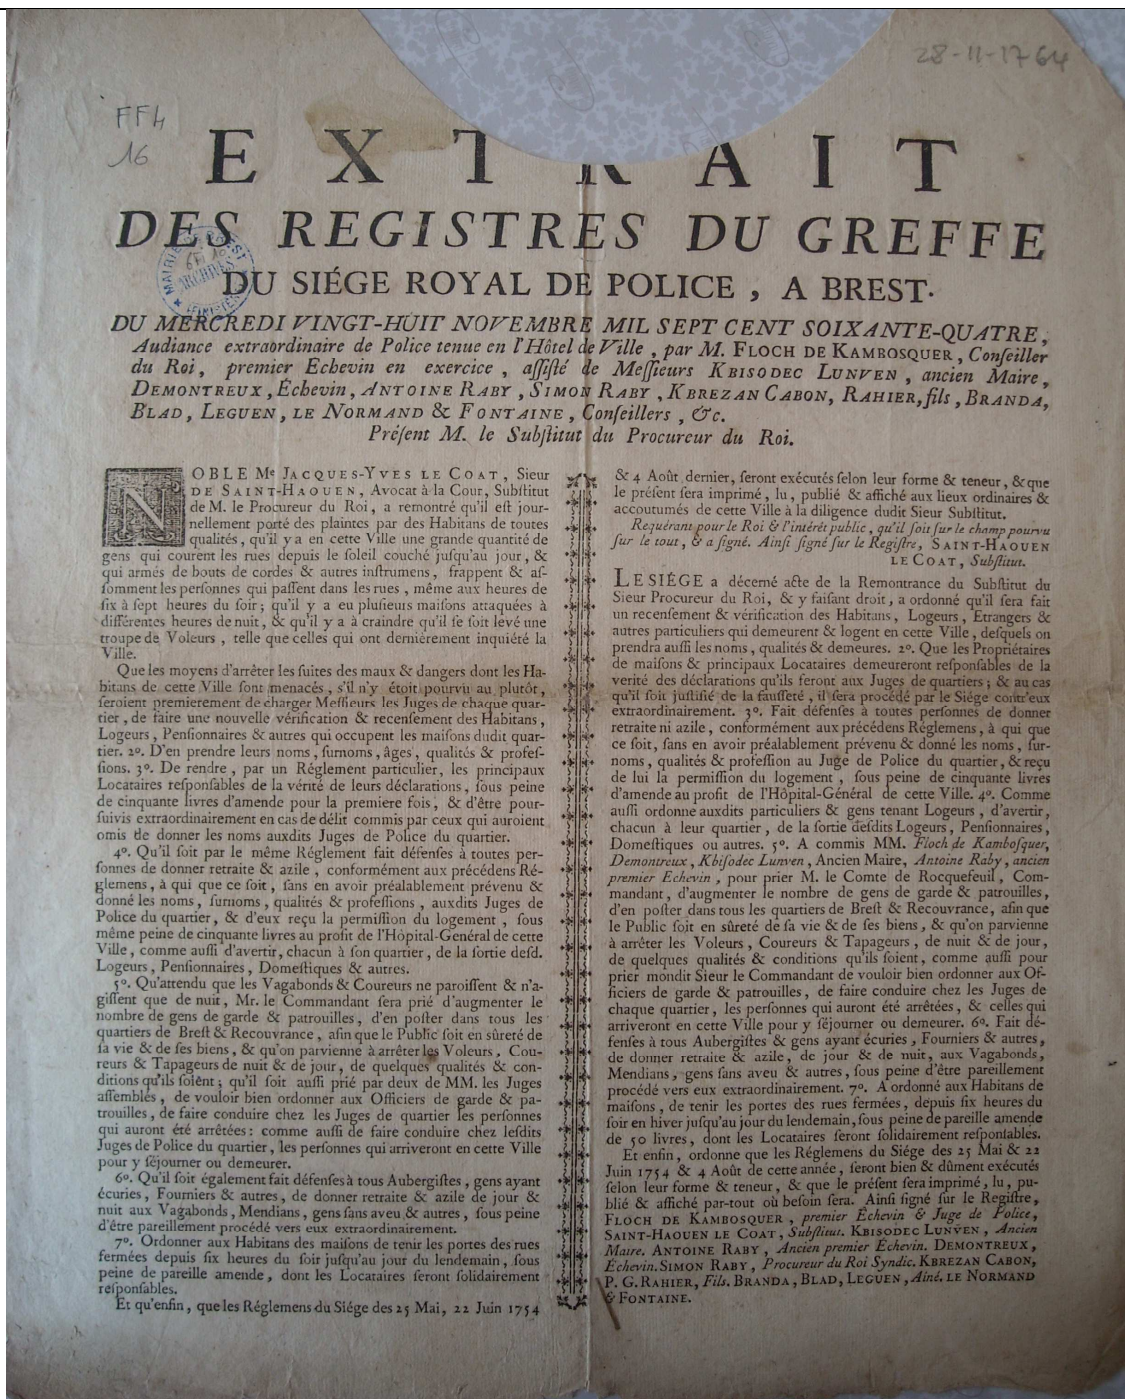 28-11-1764
FF4
16
EXTRAIT
DES REGISTRES DU GREFFE
DU SIÉGE ROYAL DE POLICE, A BREST.
DU MERCREDI VINGT-HUIT NOVEMBRE MIL SEPT CENT SOIXANTE-QUATRE,
Audiance extraordinaire de Police tenue en l'Hôtel de Ville, par M. FLOCH DE KAMBOSQUER, Conſeiller
du Roi, premier Echevin en exercice, aſſiſté de Meſſieurs KBISODEC LUNVEN, ancien Maire,
DEMONTREUX, Échevin, ANTOINE RABY, SIMON RABY, KBREZAN CABON, RAHIER, fils, BRANDA,
BLAD, LEGUEN, LE NORMAND & FONTAINE, Conſeillers, &c.
Préſent M. le Subſtitut du Procureur du Roi.
NOBLE Me JACQUES-YVES LE COAT, Sieur
DE SAINT-HAOUEN, Avocat à la Cour, Subſtitut
de M. le Procureur du Roi, a remontré qu'il eſt jour-
nellement porté des plaintes par des Habitans de toutes
qualités, qu'il y a en cette Ville une grande quantité de
gens qui courent les rues depuis le ſoleil couché juſqu'au jour, &
qui armés de bouts de cordes & autres inſtrumens, frappent & aſ-
ſomment les perſonnes qui paſſent dans les rues, même aux heures de
ſix à ſept heures du ſoir; qu'il y a eu pluſieurs maiſons attaquées à
différentes heures de nuit, & qu'il y a à craindre qu'il ſe ſoit lévé une
troupe de Voleurs, telle que celles qui ont dernièrement inquiété la
Ville.
Que les moyens d'arrêter les ſuites des maux & dangers dont les Ha-
bitans de cette Ville ſont menacés, s'il n'y étoit pourvu au plutôt,
ſeroient premierement de charger Meſſieurs les Juges de chaque quar-
tier, de faire une nouvelle vérification & recenſement des Habitans,
Logeurs, Penſionnaires & autres qui occupent les maiſons dudit quar-
tier. 2o. D'en prendre leurs noms, ſurnoms, âges, qualités & profeſ-
ſions. 3o. De rendre, par un Réglement particulier, les principaux
Locataires reſponſables de la vérité de leurs déclarations, ſous peine
de cinquante livres d'amende pour la premiere fois, & d'être pour-
ſuivis extraordinairement en cas de délit commis par ceux qui auroient
omis de donner les noms auxdits Juges de Police du quartier.
4o. Qu'il ſoit par le même Réglement fait défenſes à toutes per-
ſonnes de donner retraite & azile, conformément aux précédens Ré-
glemens, à qui que ce ſoit, ſans en avoir préalablement prévenu &
donné les noms, ſurnoms, qualités & profeſſions, auxdits Juges de
Police du quartier, & d'eux reçu la permiſſion du logement, ſous
même peine de cinquante livres au profit de l'Hôpital-Général de cette
Ville, comme auſſi d'avertir, chacun à ſon quartier, de la ſortie deſd.
Logeurs, Penſionnaires, Domeſtiques & autres.
5o. Qu'attendu que les Vagabonds & Coureurs ne paroiſſent & n'a-
giſſent que de nuit, Mr. le Commandant ſera prié d'augmenter le
nombre de gens de garde & patrouilles, d'en poſter dans tous les
quartiers de Breſt & Recouvrance, afin que le Public ſoit en sûreté de
ſa vie & de ſes biens, & qu'on parvienne à arrêter les Voleurs, Cou-
reurs & Tapageurs de nuit & de jour, de quelques qualités & con-
ditions qu'ils ſoient; qu'il ſoit auſſi prié par deux de MM. les Juges
aſſemblés, de vouloir bien ordonner aux Officiers de garde & pa-
trouilles, de faire conduire chez les Juges de quartier les perſonnes
qui auront été arrêtées: comme auſſi de faire conduire chez leſdits
Juges de Police du quartier, les perſonnes qui arriveront en cette Ville
pour y ſéjourner ou demeurer.
6o. Qu'il ſoit également fait défenſes à tous Aubergiſtes, gens ayant
écuries, Fourniers & autres, de donner retraite & azile de jour &
nuit aux Vagabonds, Mendians, gens ſans aveu & autres, ſous peine
d'être pareillement procédé vers eux extraordinairement.
7o. Ordonner aux Habitans des maiſons de tenir les portes des rues
fermées depuis ſix heures du ſoir juſqu'au jour du lendemain, ſous
peine de pareille amende, dont les Locataires ſeront ſolidairement
reſponſables.
Et qu'enfin, que les Réglemens du Siége des 25 Mai, 22 Juin 1754
& 4 Août dernier, ſeront exécutés ſelon leur forme & teneur, & que
le préſent ſera imprimé, lu, publié & affiché aux lieux ordinaires &
accoutumés de cette Ville à la diligence dudit Sieur Subſtitut.
Requérant pour le Roi & l'intérêt public, qu'il ſoit ſur le champ pourvu
ſur le tout, & a ſigné. Ainſi ſigné ſur le Regiſtre, SAINT-HAOUEN
LE COAT, Subſtitut.
LE SIÉGE a décerné acte de la Remontrance du Subſtitut du
Sieur Procureur du Roi, & y faiſant droit, a ordonné qu'il ſera fait
un recenſement & vérification des Habitans, Logeurs, Etrangers &
autres particuliers qui demeurent & logent en cette Ville, deſquels on
prendra auſſi les noms, qualités & demeures. 2o. Que les Propriétaires
de maiſons & principaux Locataires demeureront reſponſables de la
verité des déclarations qu'ils feront aux Juges de quartiers; & au cas
qu'il ſoit juſtifié de la fauſſeté, il ſera procédé par le Siége contr'eux
extraordinairement. 3o. Fait défenſes à toutes perſonnes de donner
retraite ni azile, conformément aux précédens Réglemens, à qui que
ce ſoit, ſans en avoir préalablement prévenu & donné les noms, ſur-
noms, qualités & profeſſion au Juge de Police du quartier, & reçu
de lui la permiſſion du logement, ſous peine de cinquante livres
d'amende au profit de l'Hôpital-Général de cette Ville. 4o. Comme
auſſi ordonne auxdits particuliers & gens tenant Logeurs, d'avertir,
chacun à leur quartier, de la ſortie deſdits Logeurs, Penſionnaires,
Domeſtiques ou autres. 5o. A commis MM. Floch de Kamboſquer,
Demontreux, Kbiſodec Lunven, Ancien Maire, Antoine Raby, ancien
premier Echevin, pour prier M. le Comte de Rocquefeuil, Com-
mandant, d'augmenter le nombre de gens de garde & patrouilles,
d'en poſter dans tous les quartiers de Breſt & Recouvrance, afin que
le Public ſoit en sûreté de ſa vie & de ſes biens, & qu'on parvienne
à arrêter les Voleurs, Coureurs & Tapageurs, de nuit & de jour,
de quelques qualités & conditions qu'ils ſoient, comme auſſi pour
prier mondit Sieur le Commandant de vouloir bien ordonner aux Of-
ficiers de garde & patrouilles, de faire conduire chez les Juges de
chaque quartier, les perſonnes qui auront été arrêtées, & celles qui
arriveront en cette Ville pour y ſéjourner ou demeurer. 6o. Fait dé-
fenſes à tous Aubergiſtes & gens ayant écuries, Fourniers & autres,
de donner retraite & azile, de jour & de nuit, aux Vagabonds,
Mendians, gens ſans aveu & autres, ſous peine d'être pareillement
procédé vers eux extraordinairement. 7o. A ordonné aux Habitans de
maiſons, de tenir les portes des rues fermées, depuis ſix heures du
ſoir en hiver juſqu'au jour du lendemain, ſous peine de pareille amende
de 50 livres, dont les Locataires ſeront ſolidairement reſponſables.
Et enfin, ordonne que les Réglemens du Siége des 25 Mai & 22
Juin 1754 & 4 Août de cette année, ſeront bien & dûment exécutés
ſelon leur forme & teneur, & que le préſent ſera imprimé, lu, pu-
blié & affiché par-tout où beſoin ſera. Ainſi ſigné ſur le Regiſtre,
FLOCH DE KAMBOSQUER, premier Échevin & Juge de Police,
SAINT-HAOUEN LE COAT, Subſtitut. KBISODEC LUNVEN, Ancien
Maire. ANTOINE RABY, Ancien premier Echevin. DEMONTREUX,
Échevin. SIMON RABY, Procureur du Roi Syndic. KBREZAN CABON,
P. G. RAHIER, Fils. BRANDA, BLAD, LEGUEN, Aîné. LE NORMAND
& FONTAINE.